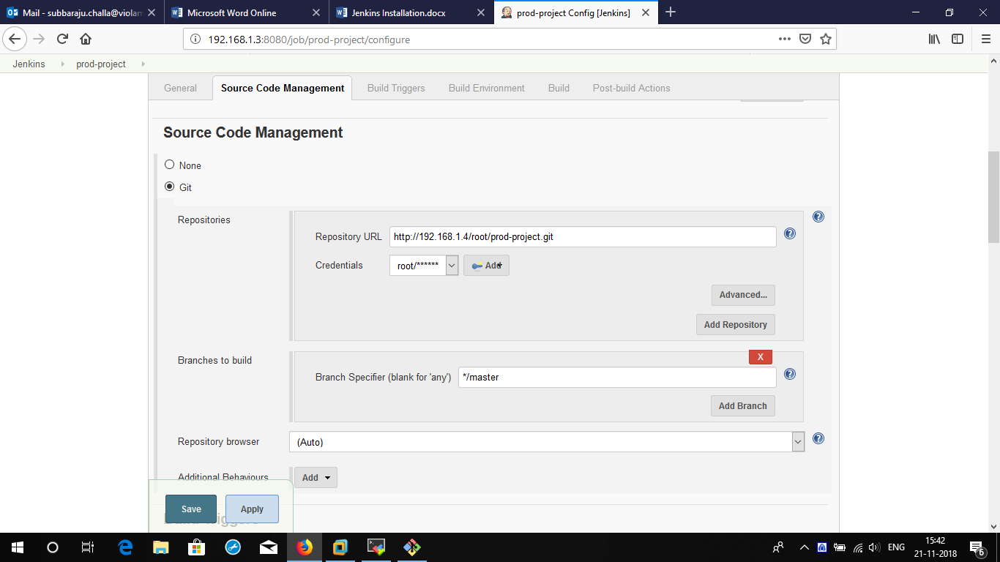 Mail - subbaraju.challa@violam
Microsoft Word Online
Jenkins Installation.docx
prod-project Config [Jenkins]
192.168.1.3:8080/job/prod-project/configure
Jenkins
prod-project
General
Source Code Management
Build Triggers
Build Environment
Build
Post-build Actions
Source Code Management
None
Git
Repositories
Repository URL
http://192.168.1.4/root/prod-project.git
Credentials
root/******
Add
Advanced...
Add Repository
Branches to build
X
Branch Specifier (blank for 'any')
*/master
Add Branch
Repository browser
(Auto)
Additional Behaviours
Add
Save
Apply
Build Triggers
ENG
15:42
21-11-2018
6